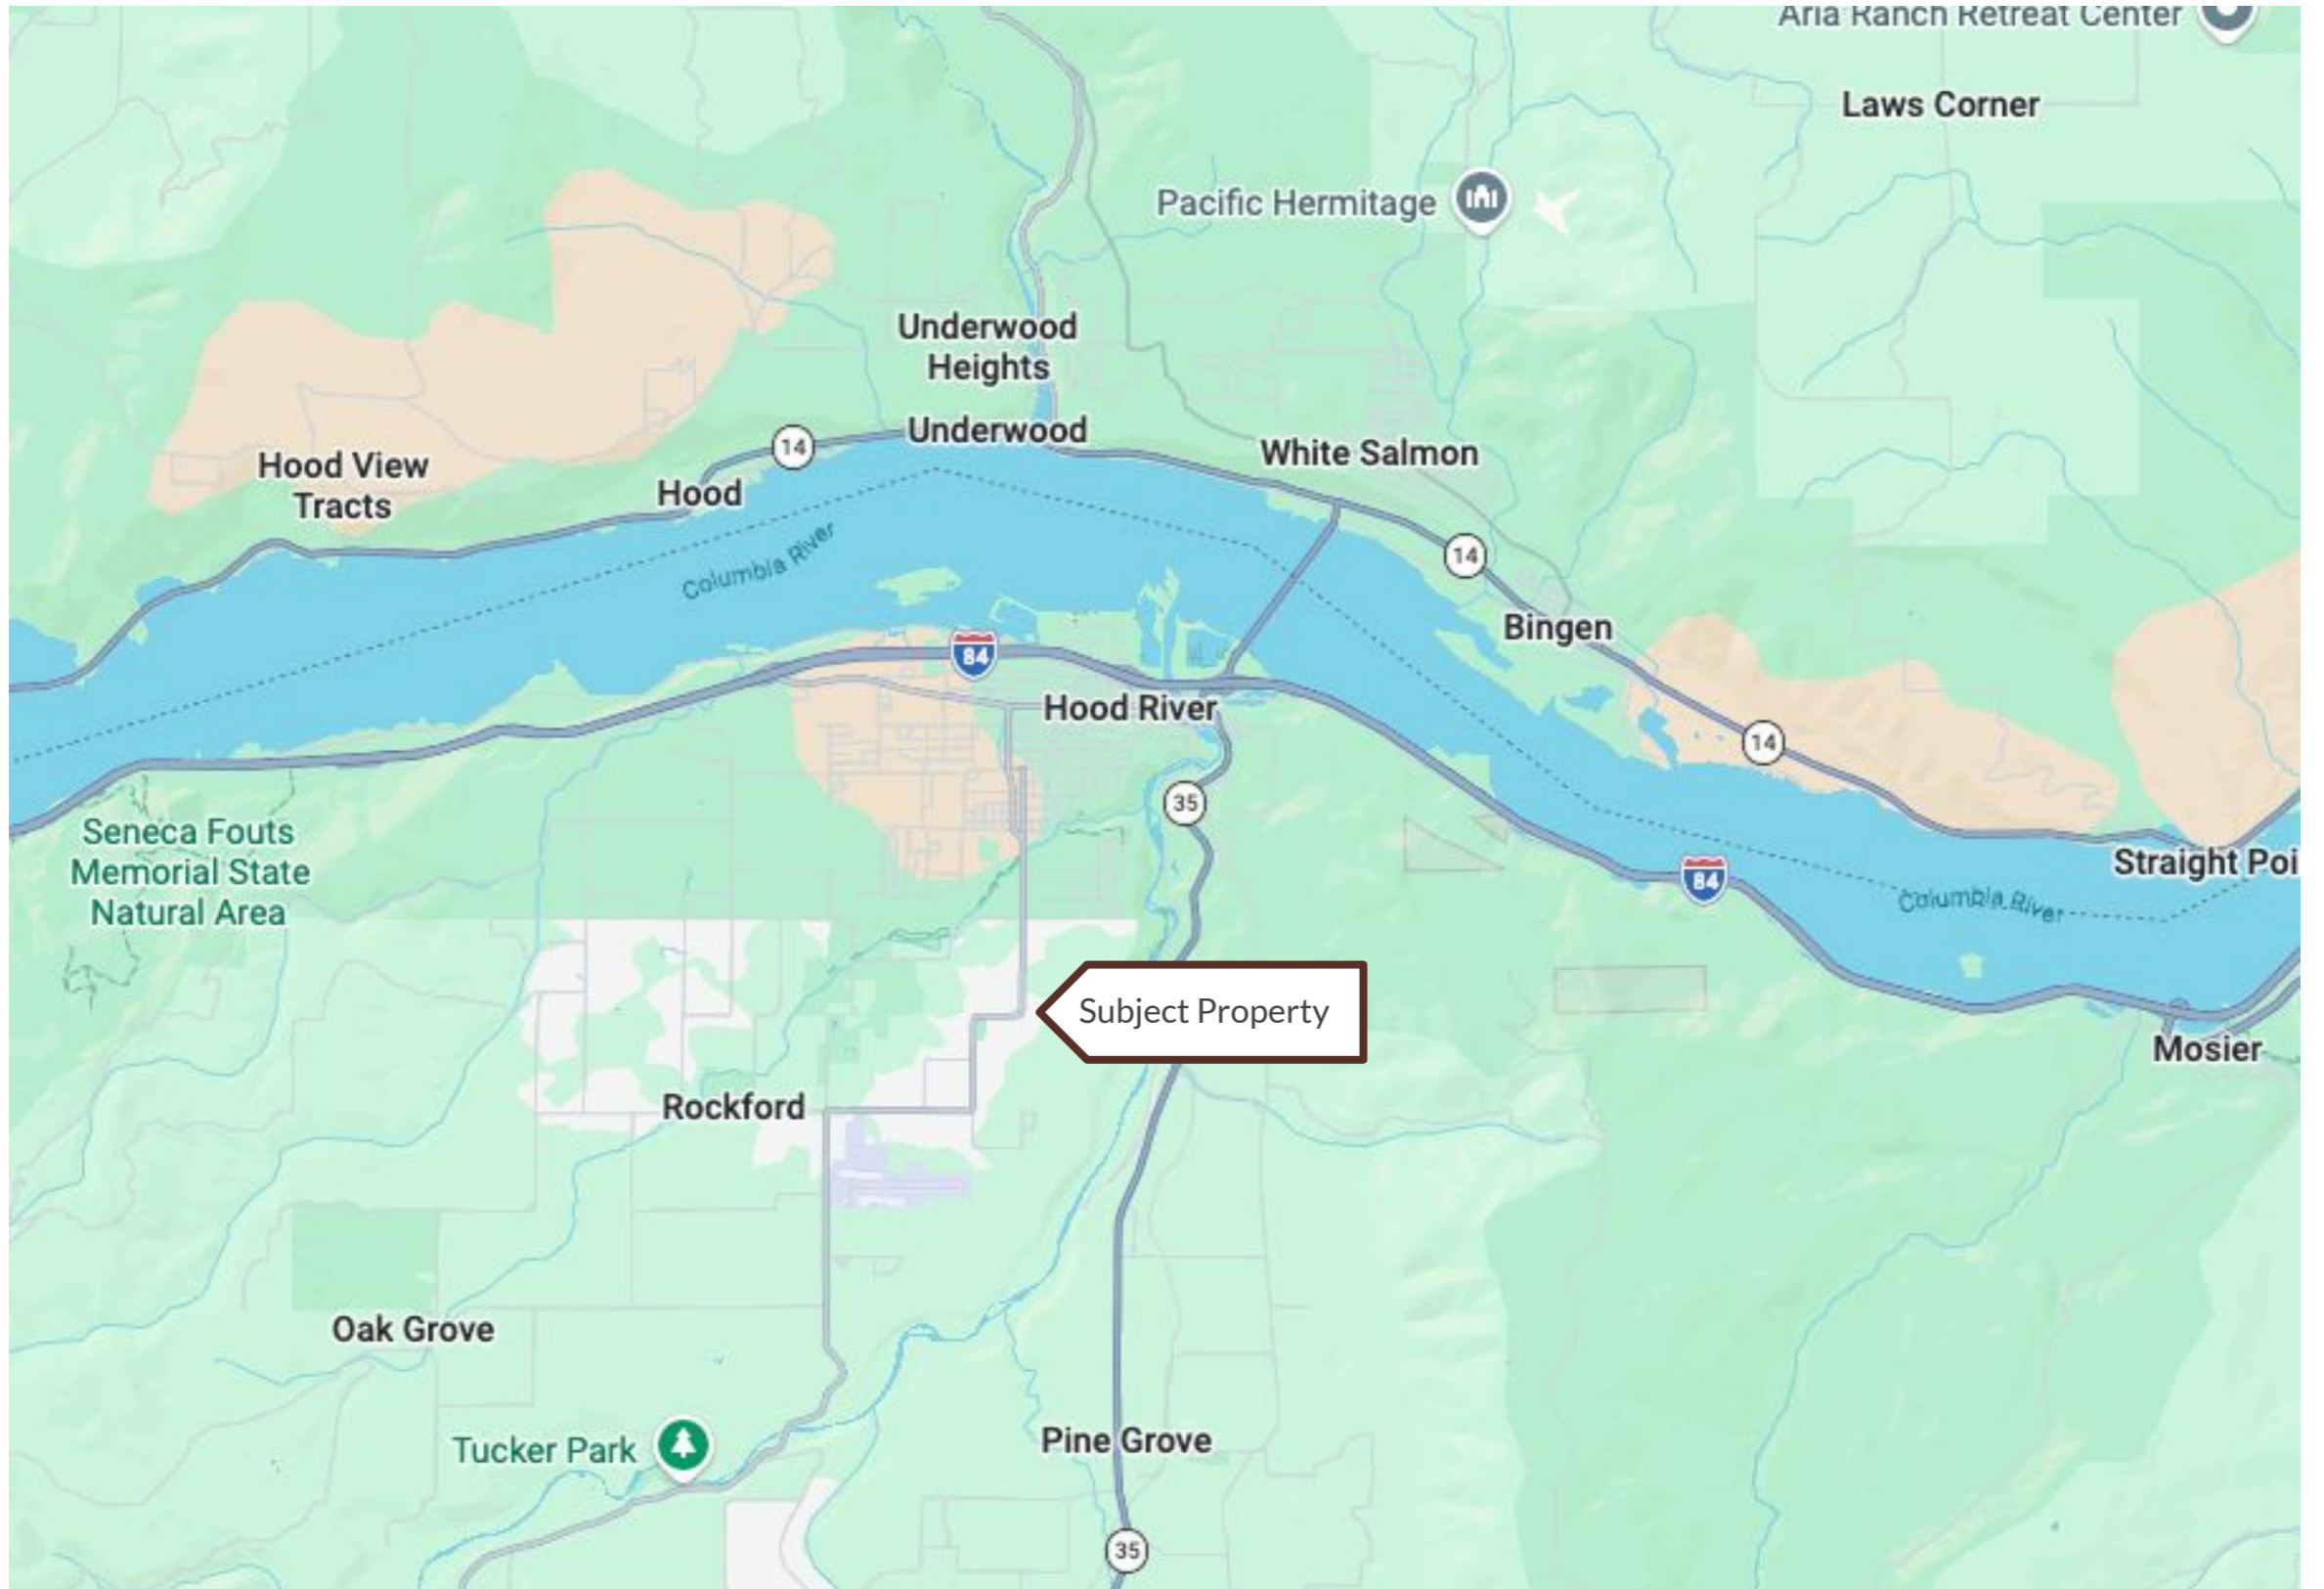 Aria Ranch Retreat Center
Laws Corner
Pacific Hermitage
Underwood
Heights
14
Underwood
White Salmon
Hood View
Tracts
Hood
Columbia River
14
Bingen
84
Hood River
14
35
Seneca Fouts
Memorial State
Natural Area
84
Straight Poi
Columbia River
Subject Property
Mosier
Rockford
Oak Grove
Tucker Park
Pine Grove
35